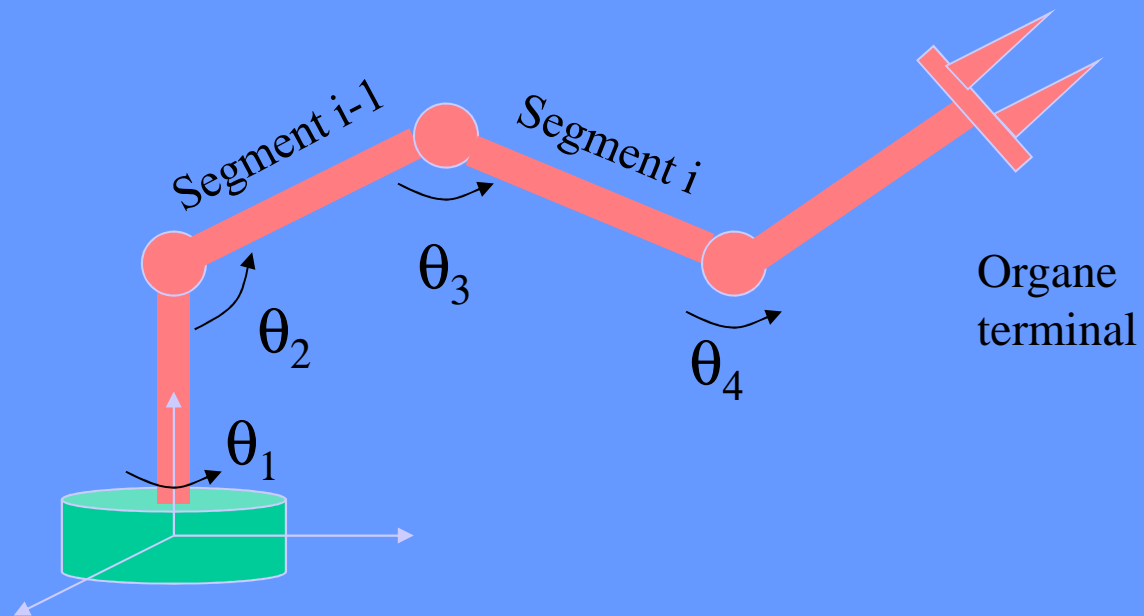 Segment i-1
Segment i
θ3
θ2
θ4
θ1
Organe
terminal